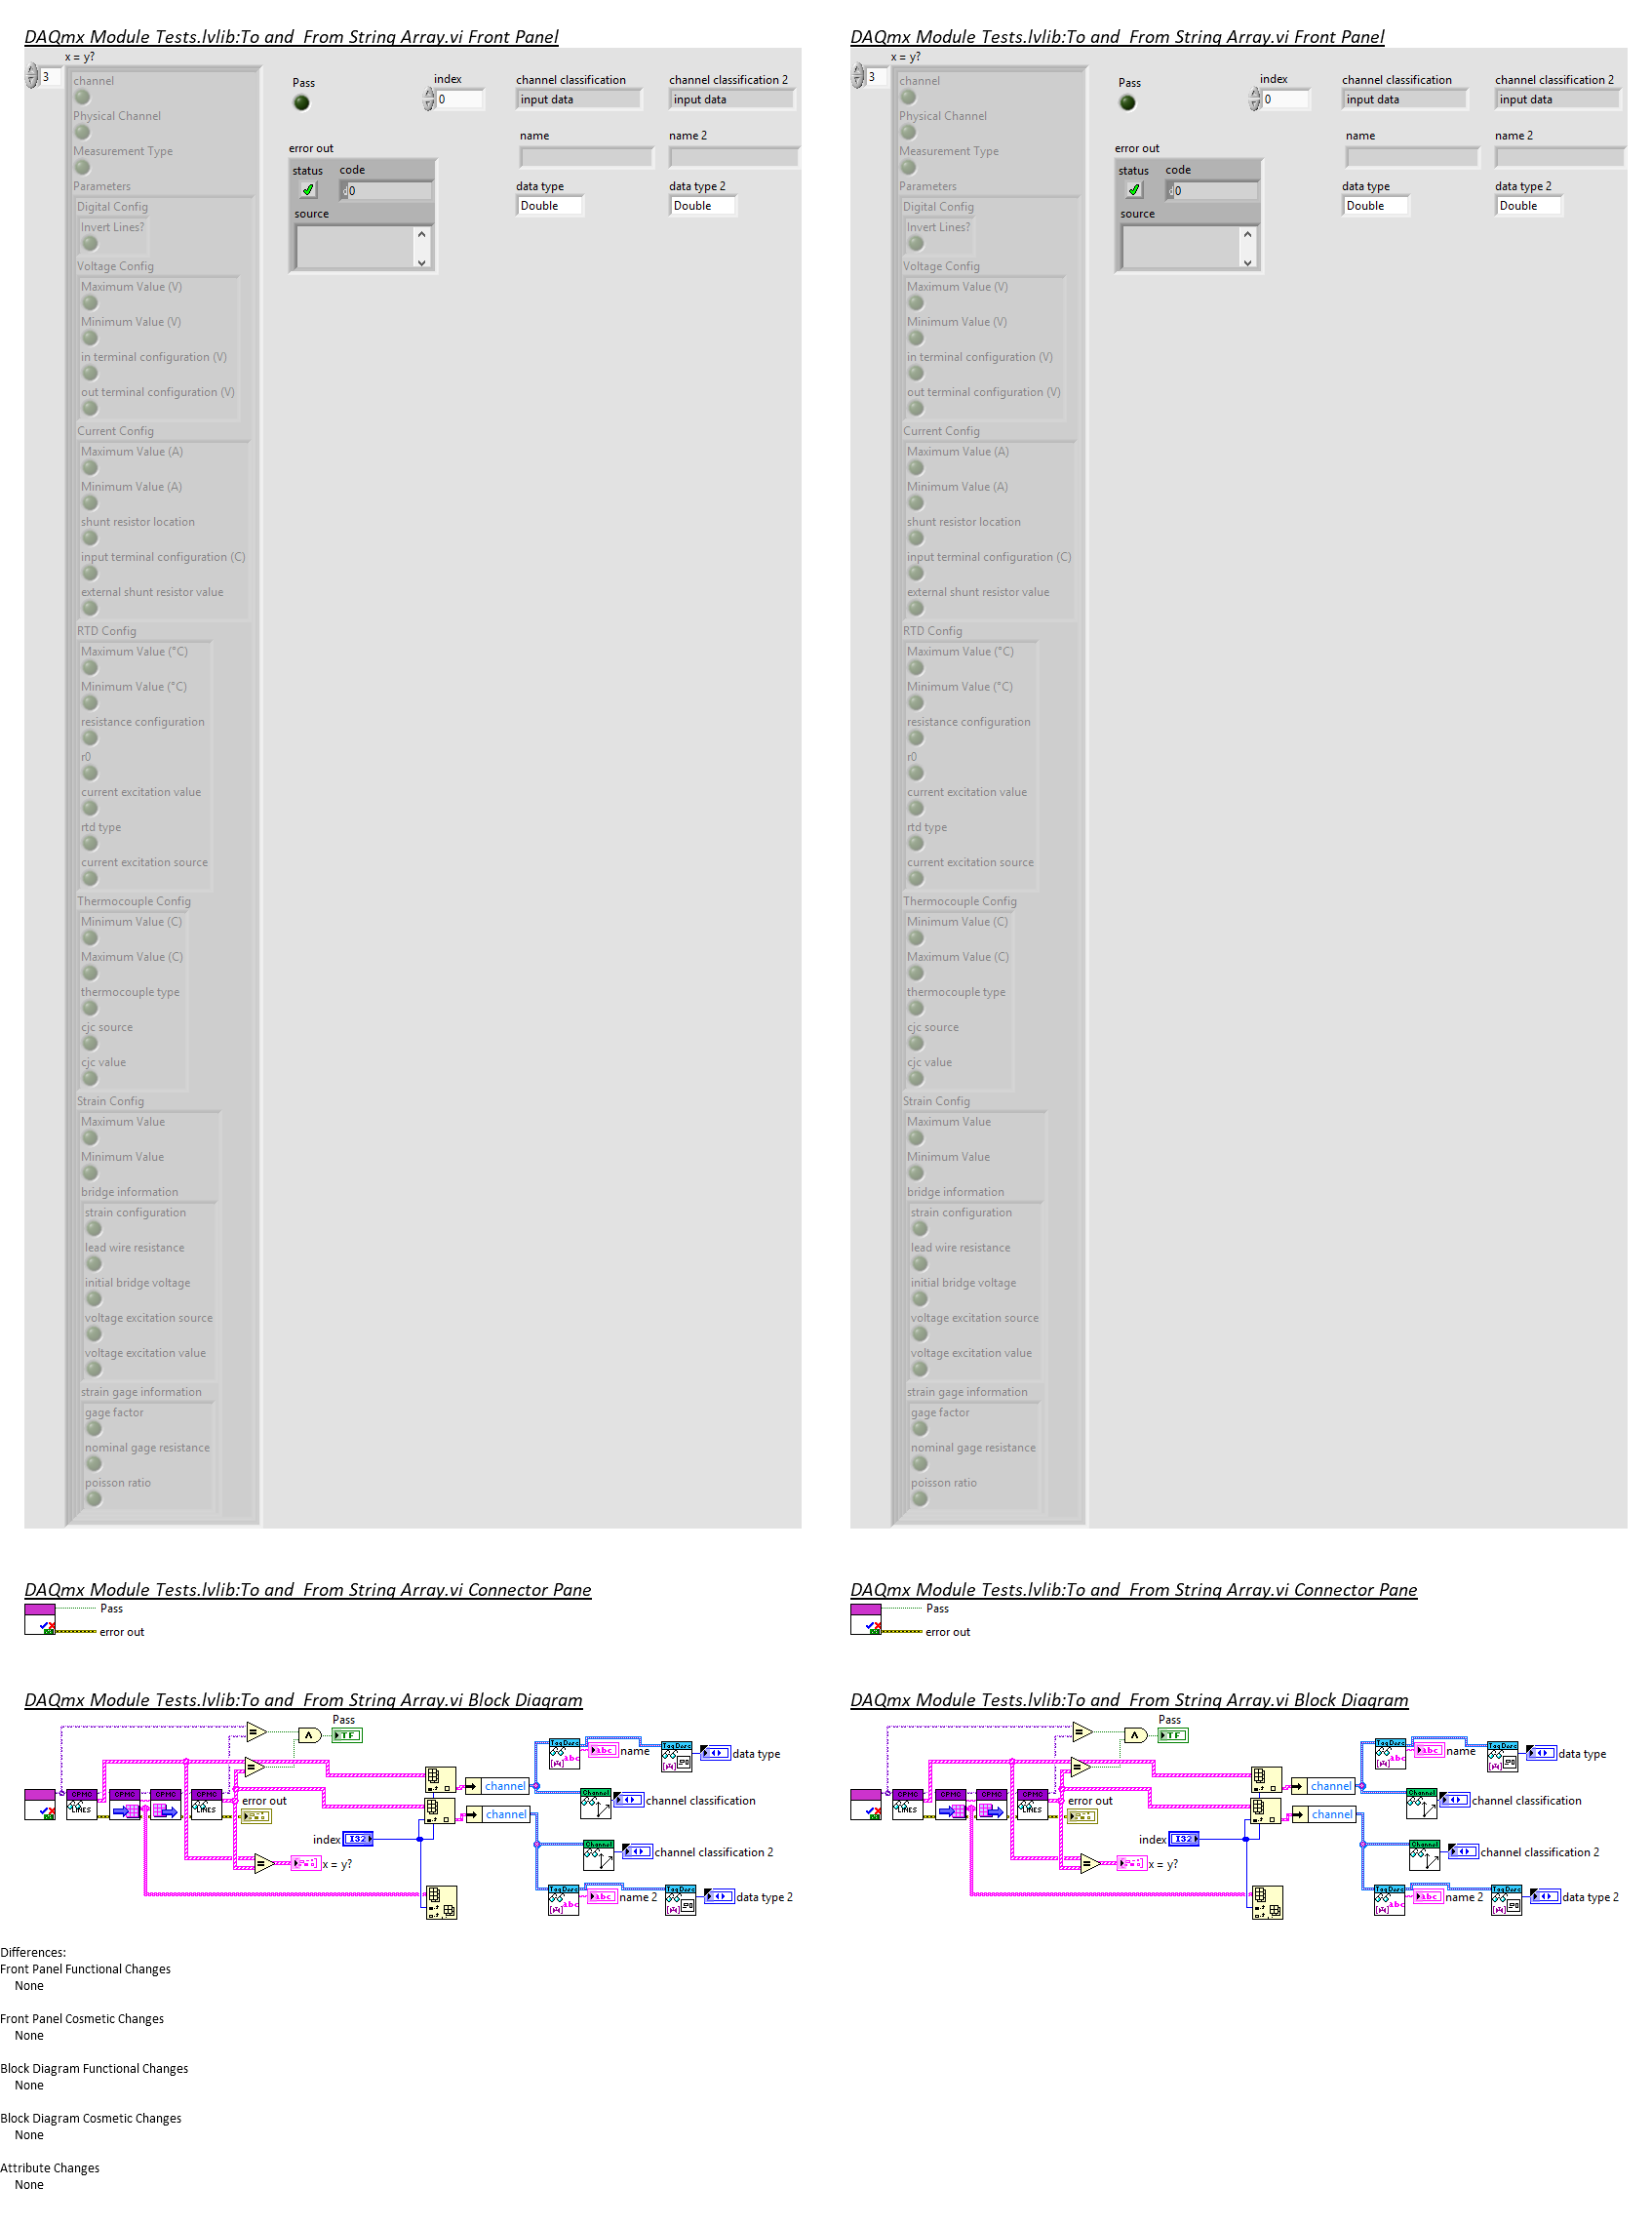 DAQmx Module Tests.lvlib:To and  From String Array.vi Front Panel
x = y?
3
channel
Physical Channel
Measurement Type
Parameters
Digital Config
Invert Lines?
Voltage Config
Maximum Value (V)
Minimum Value (V)
in terminal configuration (V)
out terminal configuration (V)
Current Config
Maximum Value (A)
Minimum Value (A)
shunt resistor location
input terminal configuration (C)
external shunt resistor value
RTD Config
Maximum Value (°C)
Minimum Value (°C)
resistance configuration
r0
current excitation value
rtd type
current excitation source
Thermocouple Config
Minimum Value (C)
Maximum Value (C)
thermocouple type
cjc source
cjc value
Strain Config
Maximum Value
Minimum Value
bridge information
strain configuration
lead wire resistance
initial bridge voltage
voltage excitation source
voltage excitation value
strain gage information
gage factor
nominal gage resistance
poisson ratio
Pass
index
0
channel classification
input data
channel classification 2
input data
error out
status
code
0
source
name
name 2
data type
Double
data type 2
Double
DAQmx Module Tests.lvlib:To and  From String Array.vi Front Panel
x = y?
3
channel
Physical Channel
Measurement Type
Parameters
Digital Config
Invert Lines?
Voltage Config
Maximum Value (V)
Minimum Value (V)
in terminal configuration (V)
out terminal configuration (V)
Current Config
Maximum Value (A)
Minimum Value (A)
shunt resistor location
input terminal configuration (C)
external shunt resistor value
RTD Config
Maximum Value (°C)
Minimum Value (°C)
resistance configuration
r0
current excitation value
rtd type
current excitation source
Thermocouple Config
Minimum Value (C)
Maximum Value (C)
thermocouple type
cjc source
cjc value
Strain Config
Maximum Value
Minimum Value
bridge information
strain configuration
lead wire resistance
initial bridge voltage
voltage excitation source
voltage excitation value
strain gage information
gage factor
nominal gage resistance
poisson ratio
Pass
index
0
channel classification
input data
channel classification 2
input data
error out
status
code
0
source
name
name 2
data type
Double
data type 2
Double
DAQmx Module Tests.lvlib:To and  From String Array.vi Connector Pane
Pass
error out
DAQmx Module Tests.lvlib:To and  From String Array.vi Connector Pane
Pass
error out
DAQmx Module Tests.lvlib:To and  From String Array.vi Block Diagram
Pass
TF
abc
name
data type
channel
channel classification
LINES
LINES
error out
channel
index
I32
x = y?
channel classification 2
abc
name 2
data type 2
DAQmx Module Tests.lvlib:To and  From String Array.vi Block Diagram
Pass
TF
abc
name
data type
channel
channel classification
LINES
LINES
error out
channel
index
I32
x = y?
channel classification 2
abc
name 2
data type 2
Differences:
Front Panel Functional Changes
None
Front Panel Cosmetic Changes
None
Block Diagram Functional Changes
None
Block Diagram Cosmetic Changes
None
Attribute Changes
None